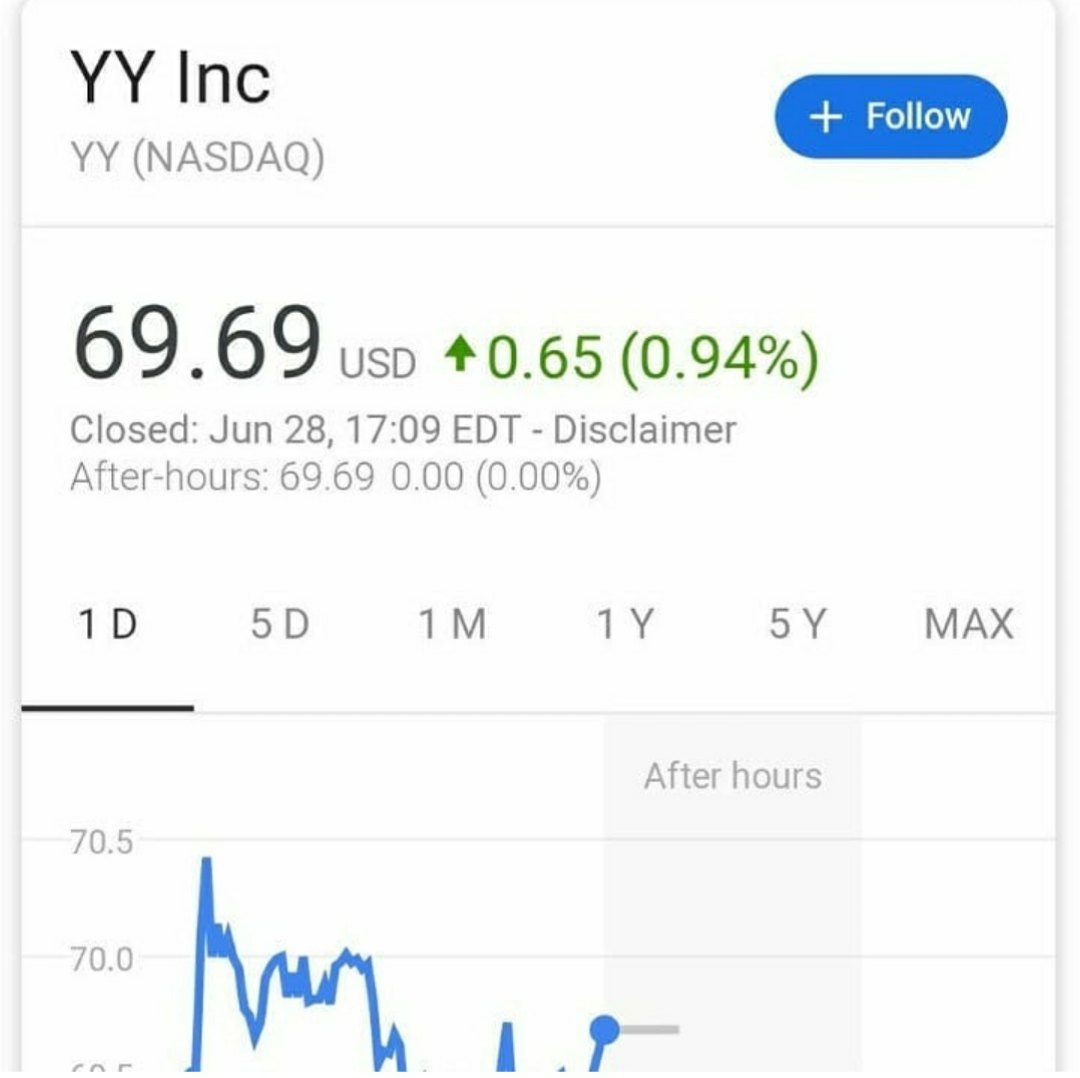 YY Inc
+ Follow
YY (NASDAQ)
69.69 USD ↑0.65 (0.94%)
Closed: Jun 28, 17:09 EDT - Disclaimer
After-hours: 69.69 0.00 (0.00%)
1 D 5 D 1 M 1 Y 5 Y MAX
After hours
70.5
70.0